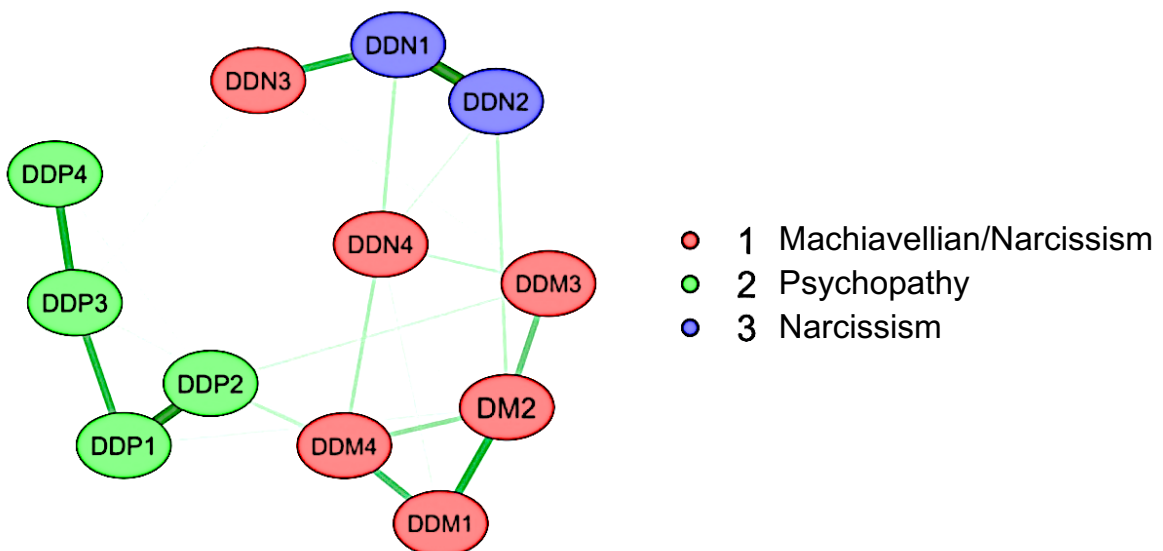 DDN1
DDN3
DDN2
DDP4
DDN4
DDM3
DDP3
DDP2
DM2
DDP1
DDM4
DDM1
1 Machiavellian/Narcissism
2 Psychopathy
3 Narcissism